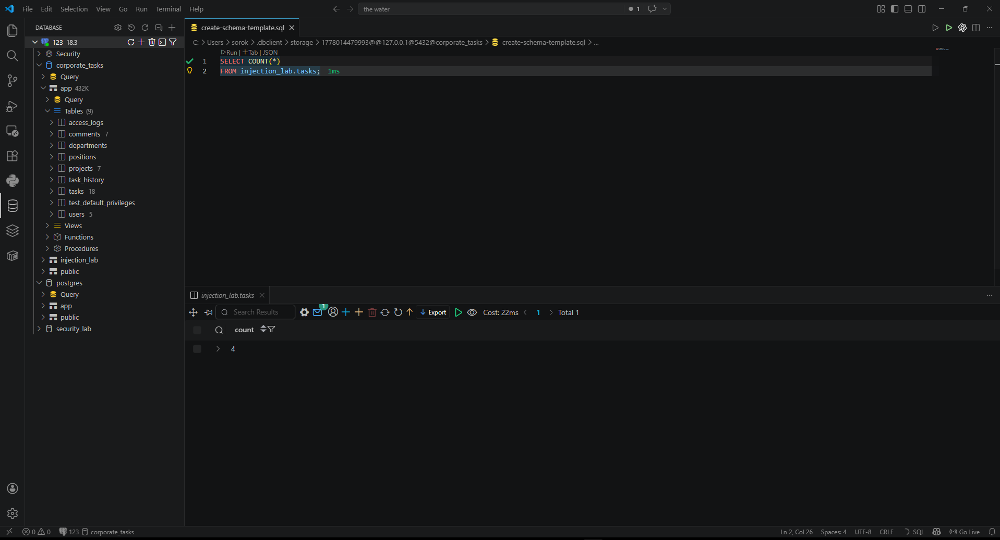 File Edit Selection View Go Run Terminal Help
the water
1
DATABASE
123 18.3
Security
corporate_tasks
Query
app 432K
Query
Tables (9)
access_logs
comments 7
departments
positions
projects 7
task_history
tasks 18
test_default_privileges
users 5
Views
Functions
Procedures
injection_lab
public
postgres
Query
app
public
security_lab
create-schema-template.sql
C: > Users > sorok > .dbclient > storage > 1778014479993@@127.0.0.1@5432@corporate_tasks > create-schema-template.sql > ...
Run | Tab | JSON
1 SELECT COUNT(*)
2 FROM injection_lab.tasks; 1ms
injection_lab.tasks
Search Results
1
Export
Cost: 22ms
1
Total 1
count
4
0 0 123 corporate_tasks
Ln 2, Col 26 Spaces: 4 UTF-8 CRLF SQL Go Live